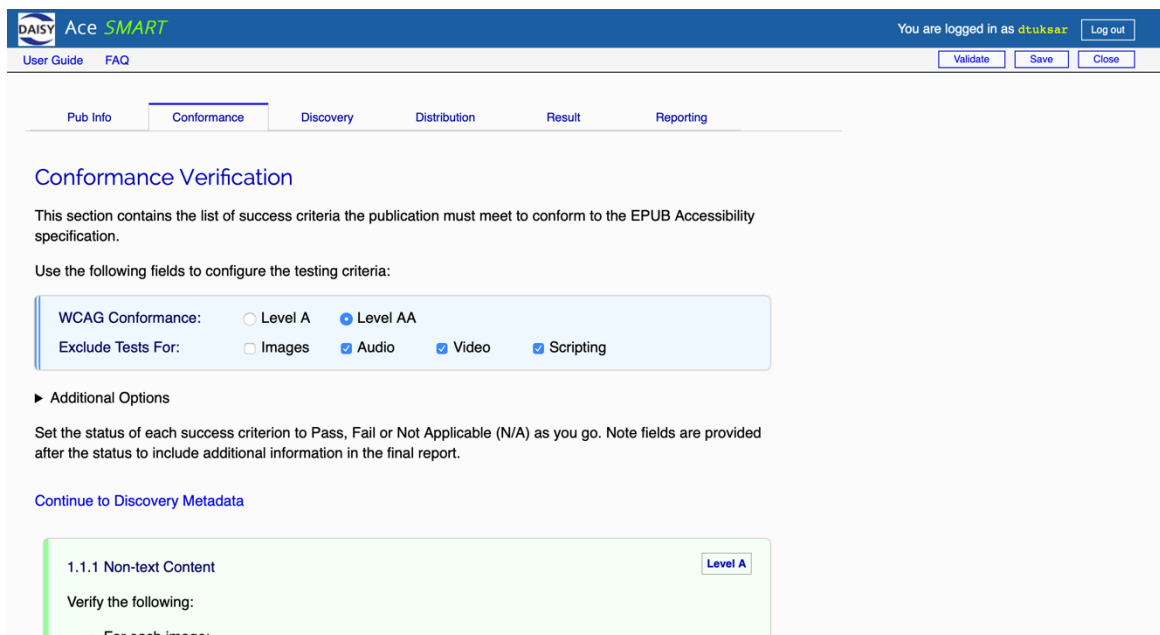 DAISY Ace SMART You are logged in as dtuksar Log out
User Guide FAQ Validate Save Close
Pub Info Conformance Discovery Distribution Result Reporting
Conformance Verification
This section contains the list of success criteria the publication must meet to conform to the EPUB Accessibility
specification.
Use the following fields to configure the testing criteria:
WCAG Conformance: Level A Level AA
Exclude Tests For: Images Audio Video Scripting
Additional Options
Set the status of each success criterion to Pass, Fail or Not Applicable (N/A) as you go. Note fields are provided
after the status to include additional information in the final report.
Continue to Discovery Metadata
1.1.1 Non-text Content Level A
Verify the following:
For each image: